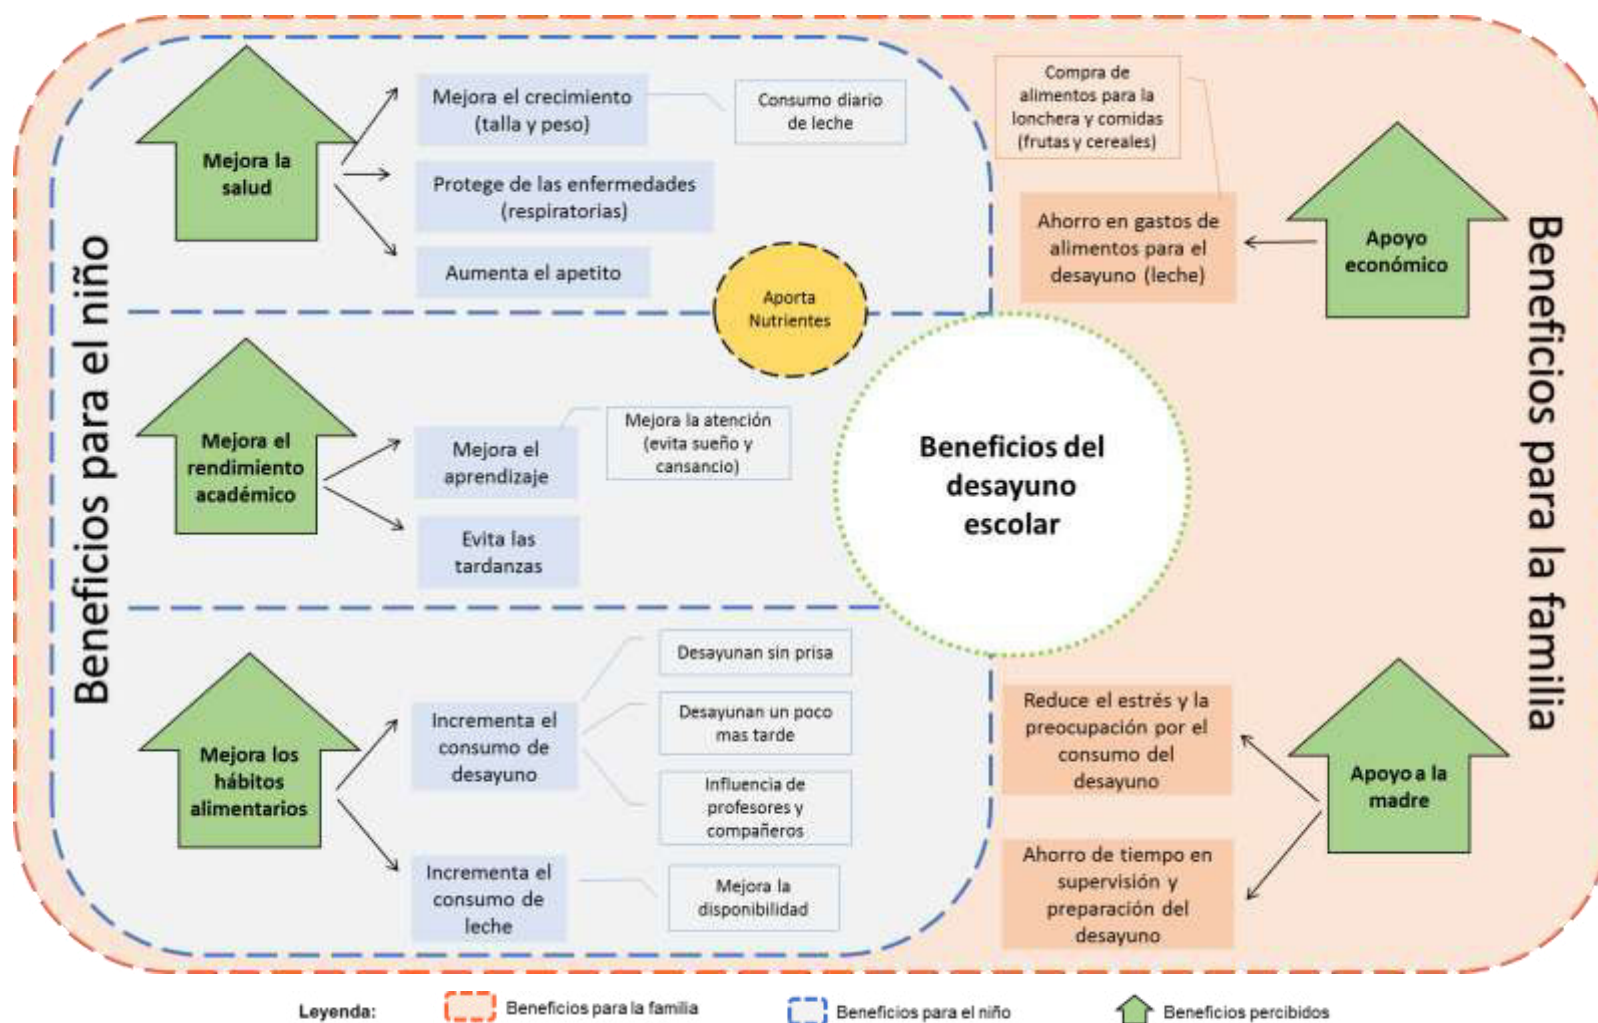 Beneficios para el niño
Mejora la
salud
Mejora el crecimiento
(talla y peso)
Consumo diario
de leche
Protege de las enfermedades
(respiratorias)
Aumenta el apetito
Aporta
Nutrientes
Mejora el
rendimiento
académico
Mejora el
aprendizaje
Mejora la atención
(evita sueño y
cansancio)
Evita las
tardanzas
Mejora los
hábitos
alimentarios
Incrementa el
consumo de
desayuno
Desayunan sin prisa
Desayunan un poco
mas tarde
Influencia de
profesores y
compañeros
Incrementa el
consumo de
leche
Mejora la
disponibilidad
Beneficios del
desayuno
escolar
Compra de
alimentos para la
lonchera y comidas
(frutas y cereales)
Ahorro en gastos de
alimentos para el
desayuno (leche)
Apoyo
económico
Reduce el estrés y la
preocupación por el
consumo del
desayuno
Apoyo a la
madre
Ahorro de tiempo en
supervisión y
preparación del
desayuno
Beneficios para la familia
Leyenda:
Beneficios para la familia
Beneficios para el niño
Beneficios percibidos